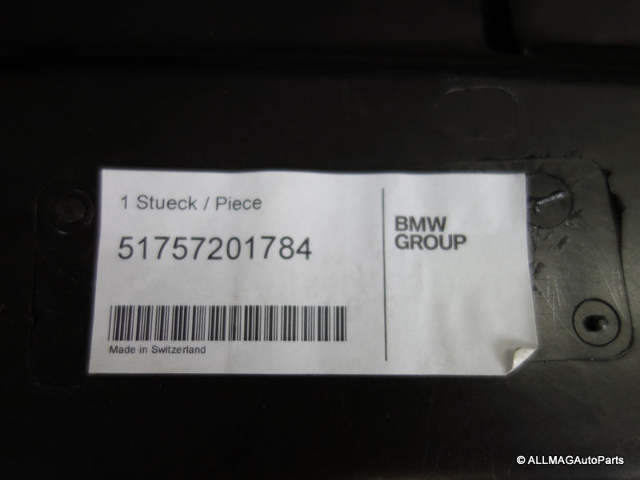 1 Stueck / Piece
51757201784
Made in Switzerland
BMW
GROUP
© ALLMAGAutoParts